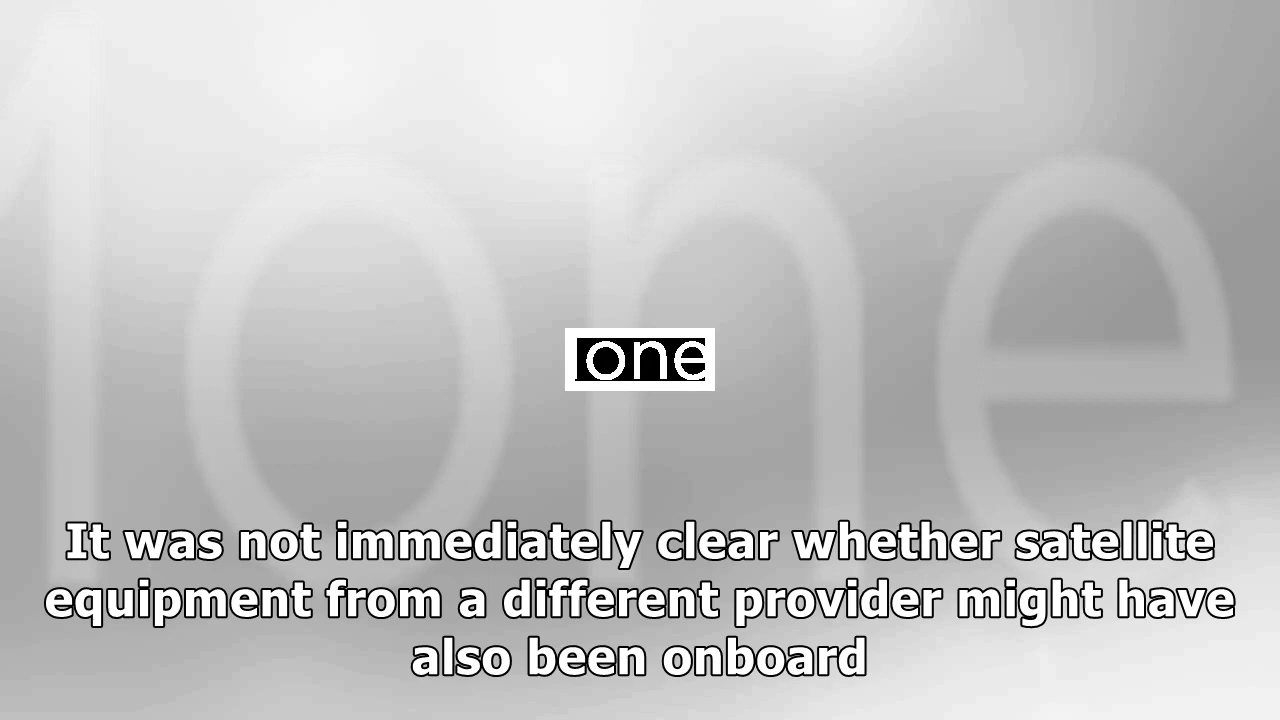 one
It was not immediately clear whether satellite
equipment from a different provider might have
also been onboard